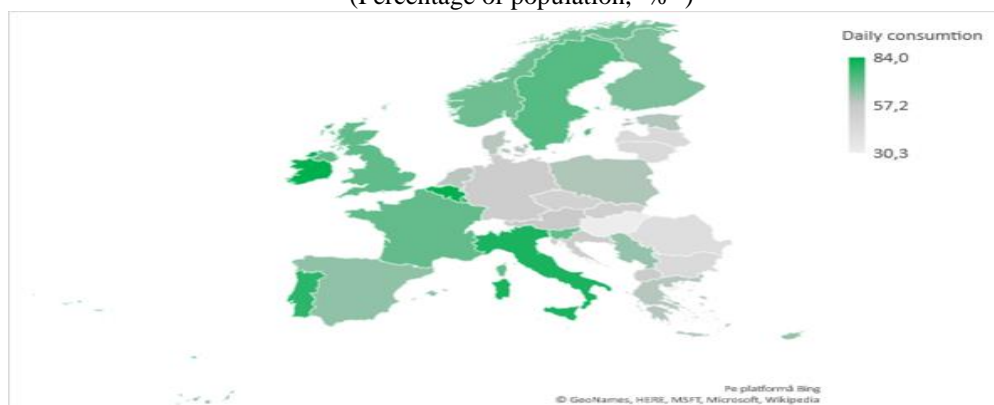 (Percentage of population, "%")
Daily consumtion
84,0
57,2
30,3
Pe platformă Bing
© GeoNames, HERE, MSFT, Microsoft, Wikipedia